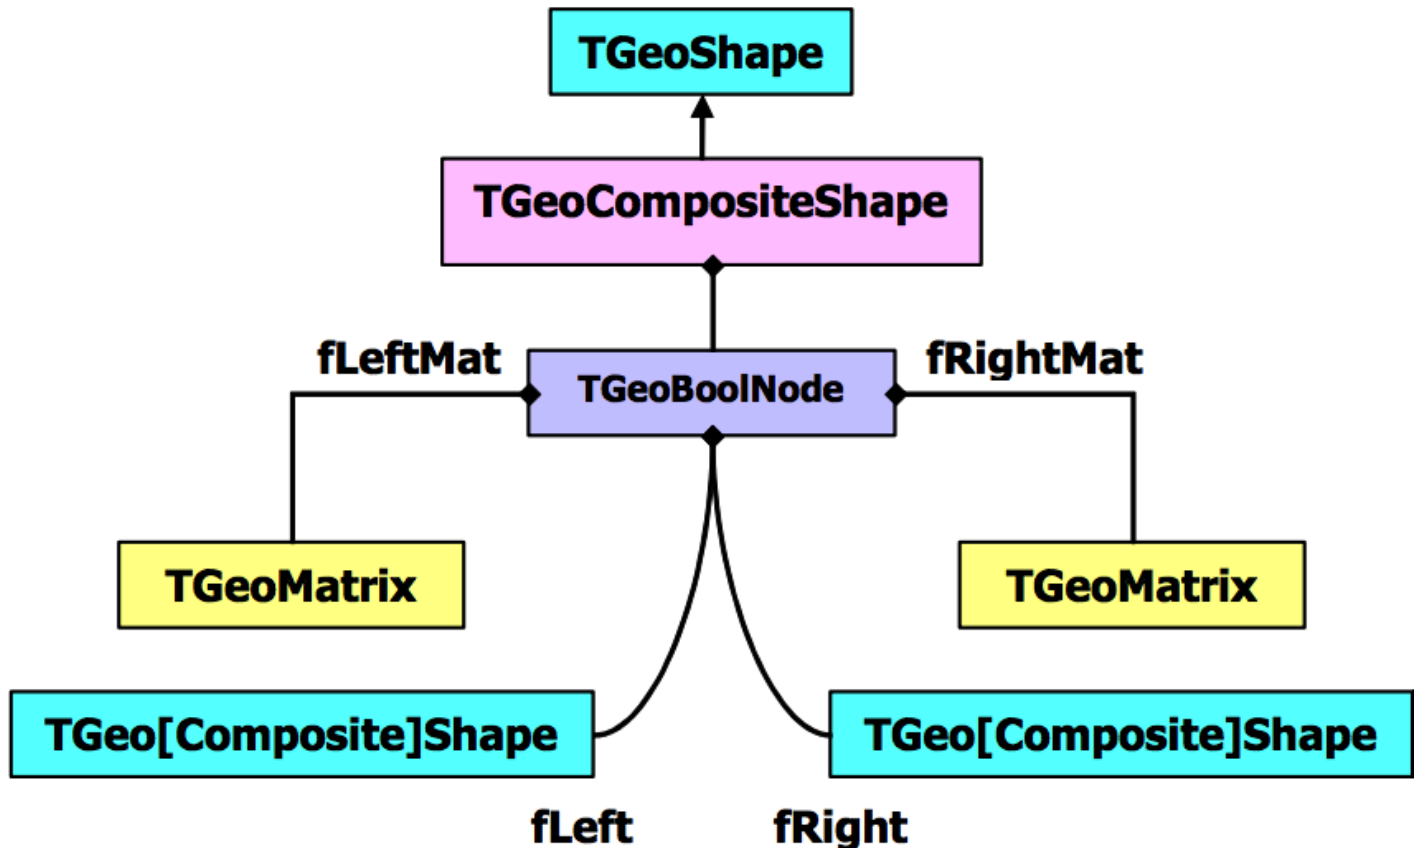 TGeoShape
TGeoCompositeShape
fLeftMat
fRightMat
TGeoBoolNode
TGeoMatrix
TGeoMatrix
TGeo[Composite]Shape
TGeo[Composite]Shape
fLeft
fRight